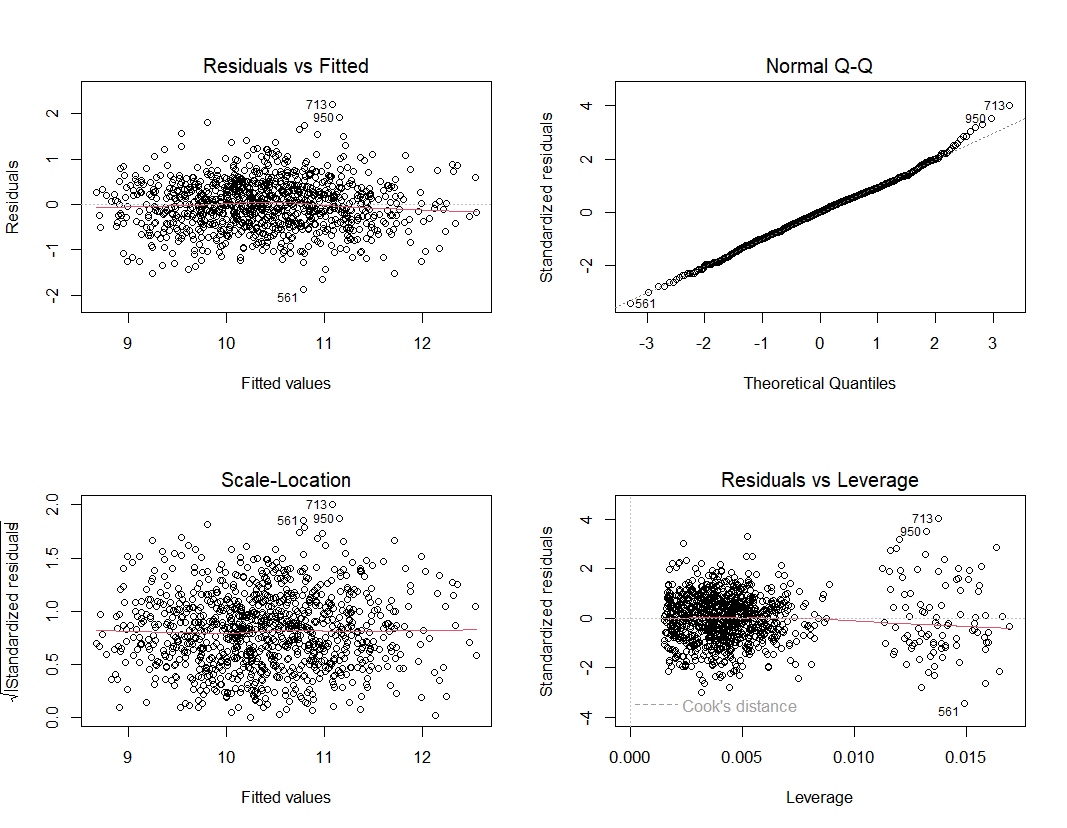 Residuals vs Fitted
Residuals
2
1
0
-1
-2
713
950
561
9 10 11 12
Fitted values
Normal Q-Q
Standardized residuals
4
2
0
-2
713
950
561
-3 -2 -1 0 1 2 3
Theoretical Quantiles
Scale-Location
√|Standardized residuals|
2.0
1.5
1.0
0.5
0.0
713
561
950
9 10 11 12
Fitted values
Residuals vs Leverage
Standardized residuals
4
2
0
-2
-4
713
950
561
Cook's distance
0.000 0.005 0.010 0.015
Leverage